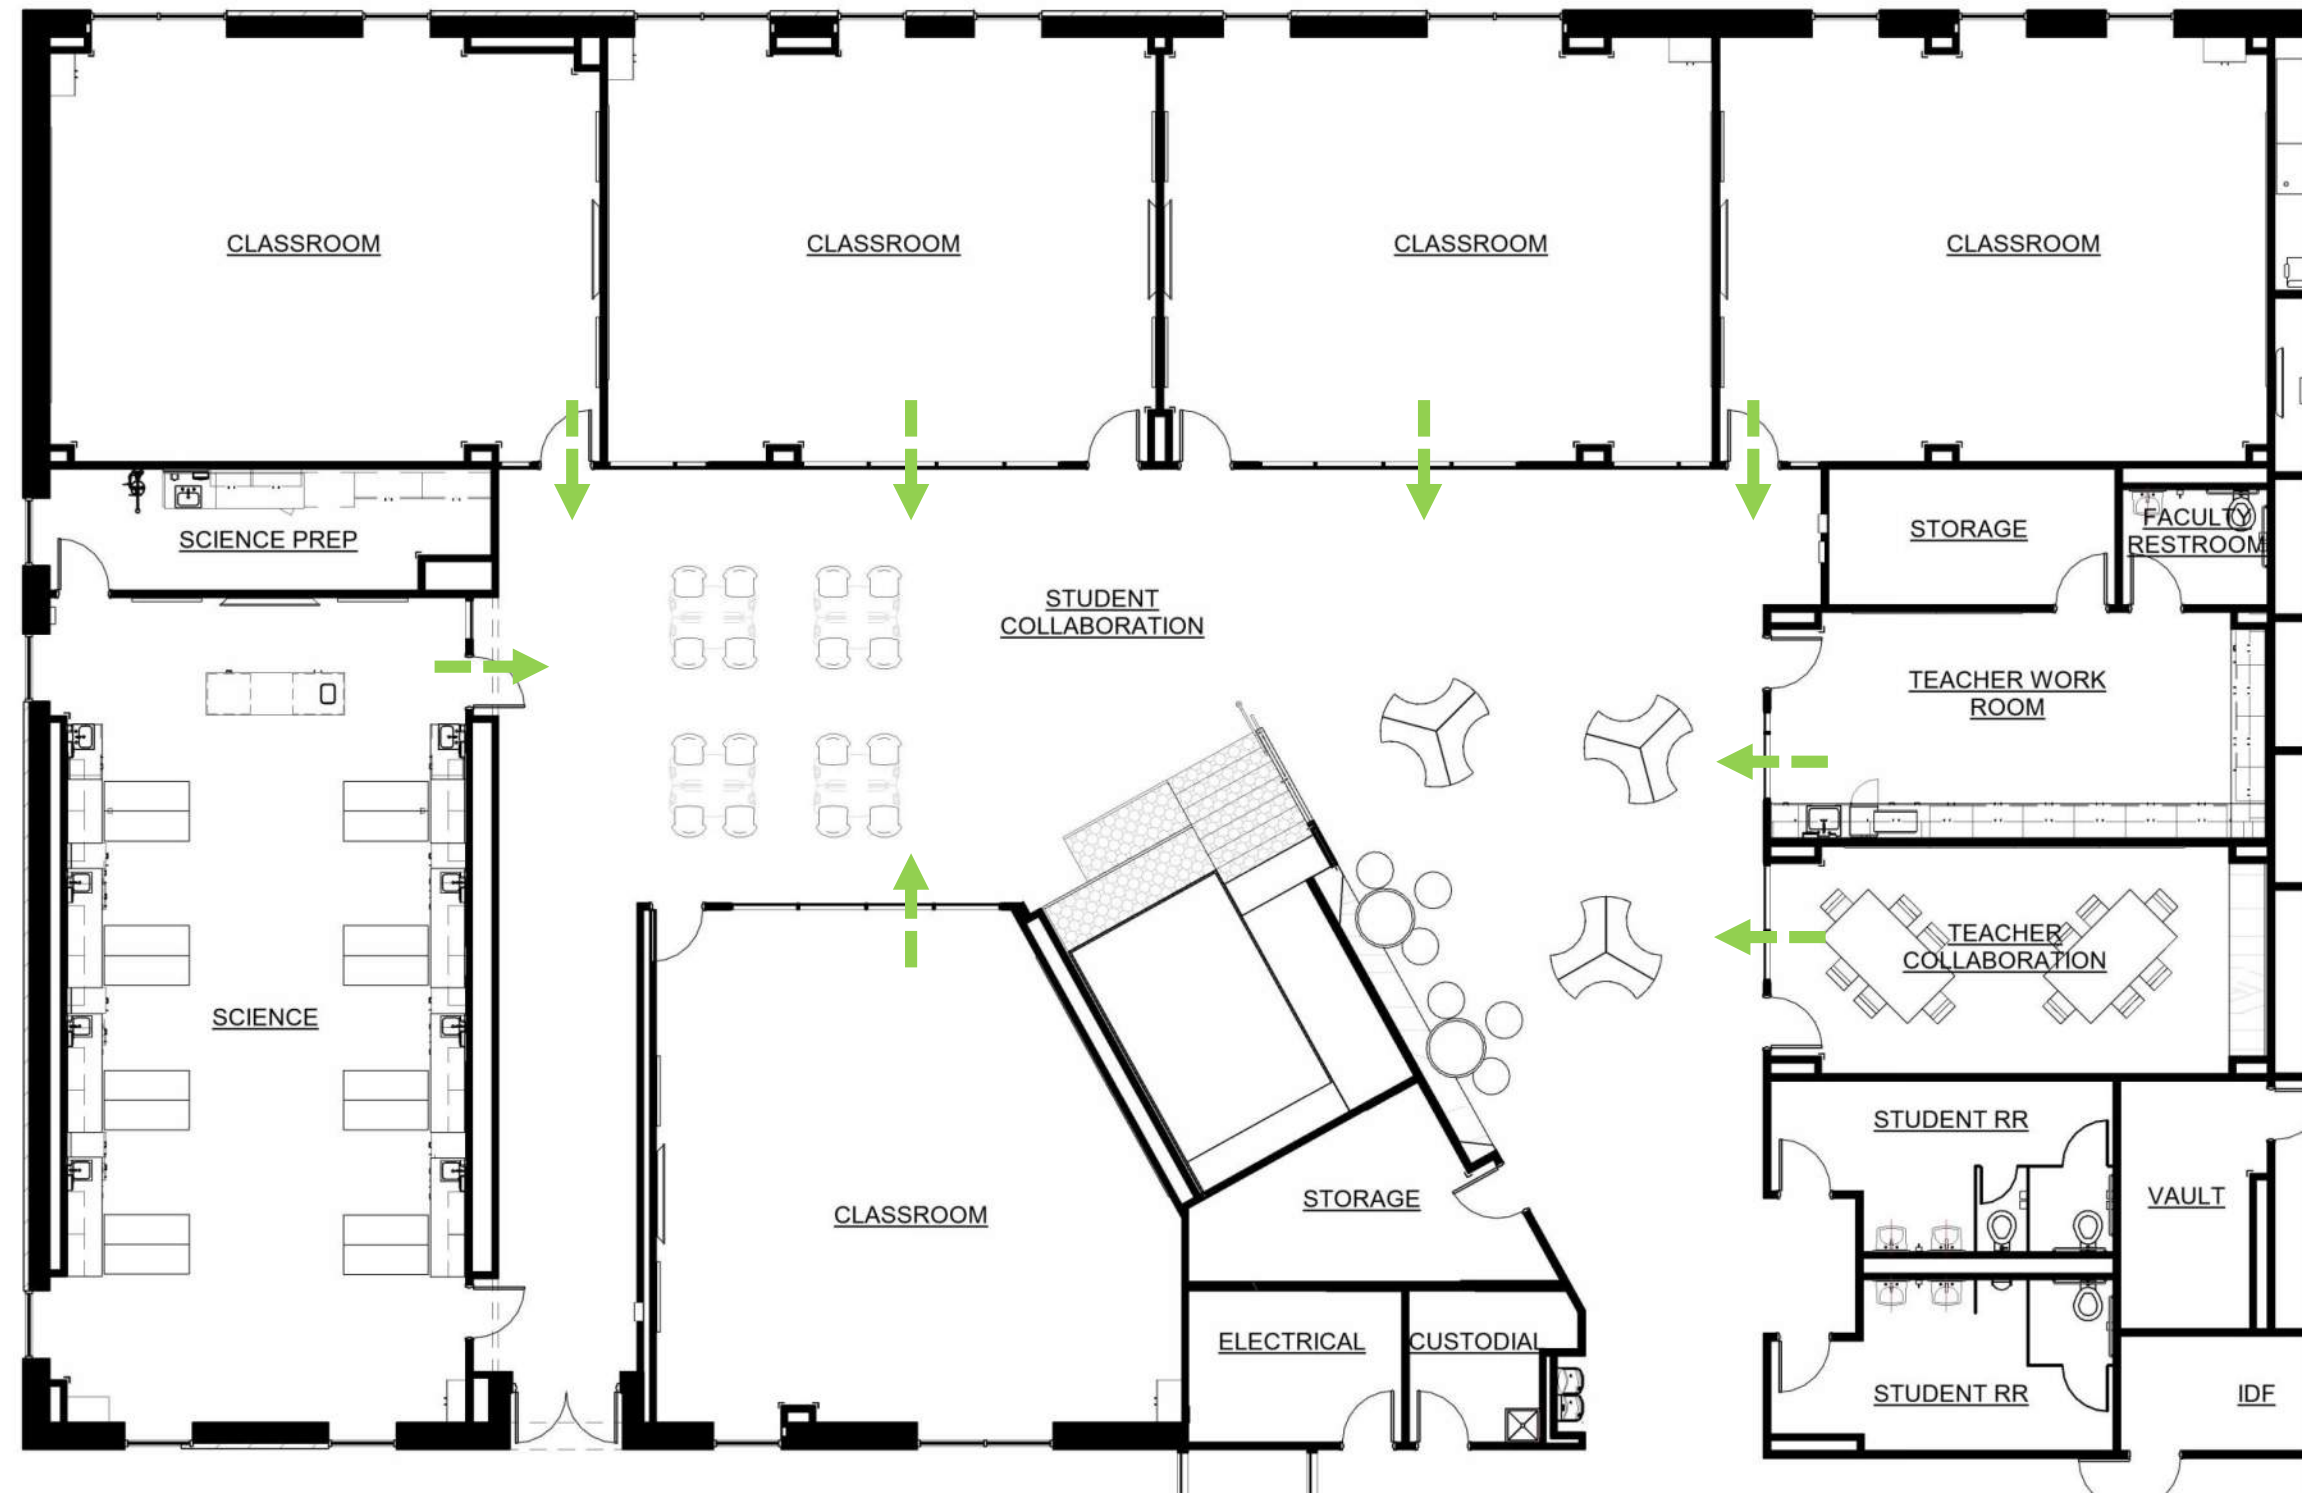 CLASSROOM
CLASSROOM
CLASSROOM
CLASSROOM
SCIENCE PREP
STORAGE
FACULTY
RESTROOM
STUDENT
COLLABORATION
TEACHER WORK
ROOM
TEACHER
COLLABORATION
SCIENCE
STUDENT RR
CLASSROOM
STORAGE
VAULT
ELECTRICAL
CUSTODIAL
STUDENT RR
IDF